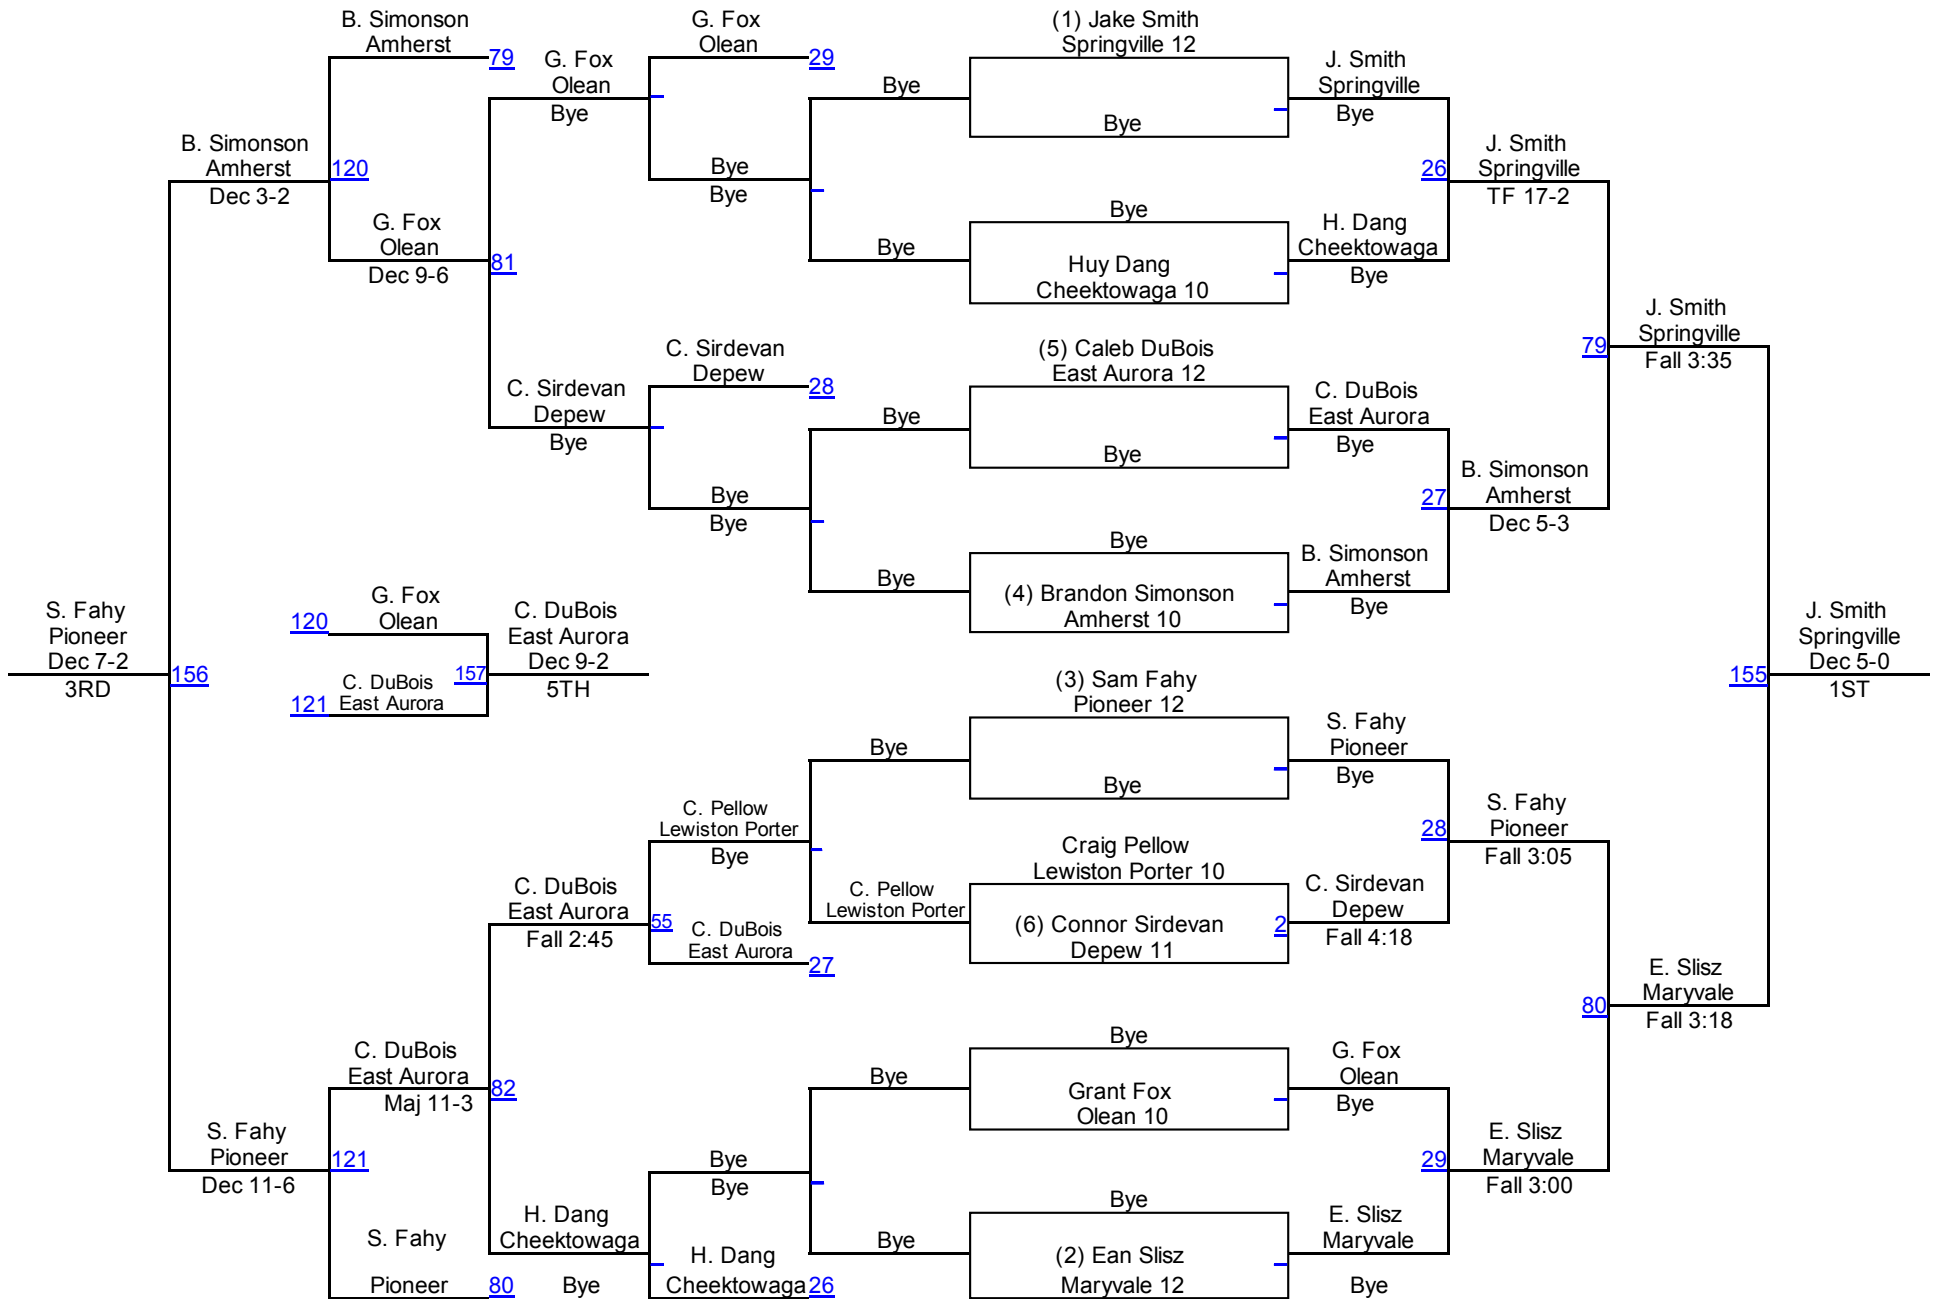 B. Simonson
Amherst
79
G. Fox
Olean
Bye
G. Fox
Olean
29
Bye
(1) Jake Smith
Springville 12
Bye
J. Smith
Springville
Bye
B. Simonson
Amherst
Dec 3-2
120
Bye
Bye
26
J. Smith
Springville
TF 17-2
G. Fox
Olean
Dec 9-6
81
Bye
Bye
Huy Dang
Cheektowaga 10
H. Dang
Cheektowaga
Bye
C. Sirdevan
Depew
28
(5) Caleb DuBois
East Aurora 12
Bye
79
J. Smith
Springville
Fall 3:35
C. Sirdevan
Depew
Bye
Bye
C. DuBois
East Aurora
Bye
Bye
Bye
27
B. Simonson
Amherst
Dec 5-3
Bye
Bye
(4) Brandon Simonson
Amherst 10
B. Simonson
Amherst
Bye
S. Fahy
Pioneer
Dec 7-2
3RD
156
120
G. Fox
Olean
121
C. DuBois
East Aurora
157
C. DuBois
East Aurora
Dec 9-2
5TH
155
J. Smith
Springville
Dec 5-0
1ST
(3) Sam Fahy
Pioneer 12
Bye
Bye
S. Fahy
Pioneer
Bye
C. Pellow
Lewiston Porter
Bye
28
S. Fahy
Pioneer
Fall 3:05
C. DuBois
East Aurora
Fall 2:45
55
C. DuBois
East Aurora
27
C. Pellow
Lewiston Porter
Craig Pellow
Lewiston Porter 10
(6) Connor Sirdevan
Depew 11
2
C. Sirdevan
Depew
Fall 4:18
80
E. Slisz
Maryvale
Fall 3:18
C. DuBois
East Aurora
Maj 11-3
82
Bye
Bye
Grant Fox
Olean 10
G. Fox
Olean
Bye
S. Fahy
Pioneer
Dec 11-6
121
Bye
Bye
29
E. Slisz
Maryvale
Fall 3:00
S. Fahy
Pioneer
80
H. Dang
Cheektowaga
Bye
H. Dang
Cheektowaga
26
Bye
Bye
(2) Ean Slisz
Maryvale 12
E. Slisz
Maryvale
Bye